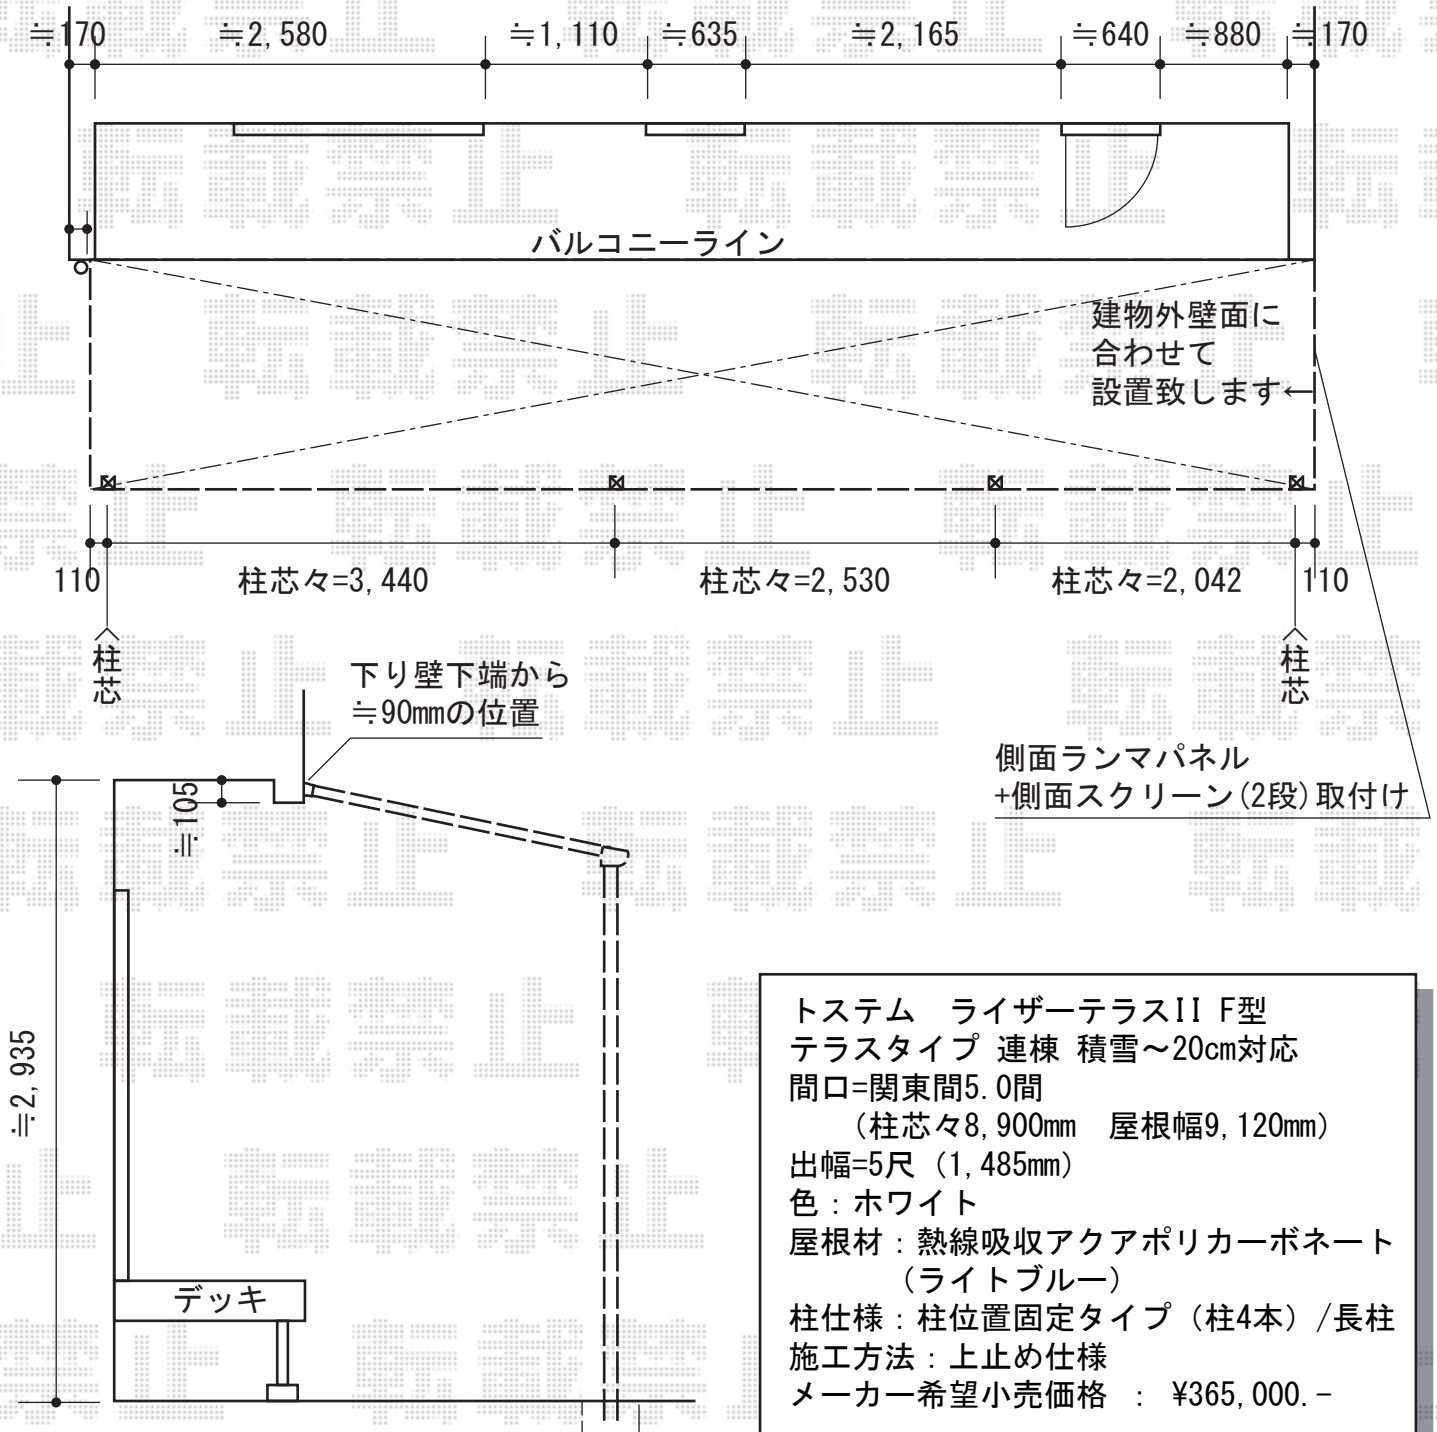 ≒170 ≒2,580 ≒1,110 ≒635 ≒2,165 ≒640 ≒880 ≒170
バルコニーライン
建物外壁面に
合わせて
設置致します←
110 柱芯々=3,440 柱芯々=2,530 柱芯々=2,042 110
柱芯
柱芯
下り壁下端から
≒90mmの位置
側面ランマパネル
+側面スクリーン(2段)取付け
≒105
≒2,935
デッキ
トステム ライザーテラスII F型
テラスタイプ 連棟 積雪～20cm対応
間口=関東間5.0間
(柱芯々8,900mm 屋根幅9,120mm)
出幅=5尺 (1,485mm)
色：ホワイト
屋根材：熱線吸収アクアポリカーボネート
(ライトブルー)
柱仕様：柱位置固定タイプ (柱4本) /長柱
施工方法：上止め仕様
メーカー希望小売価格 ： ¥365,000.-
転載禁止